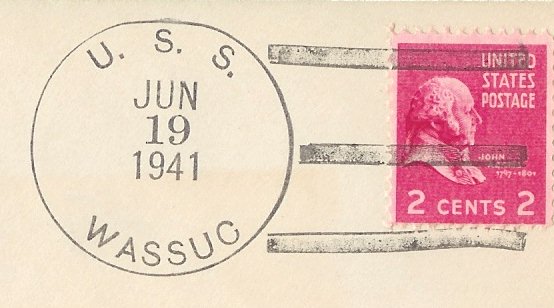 U. S. S.
JUN
19
1941
WASSUC
UNITED
STATES
POSTAGE
JOHN
1797-1801
2 CENTS 2